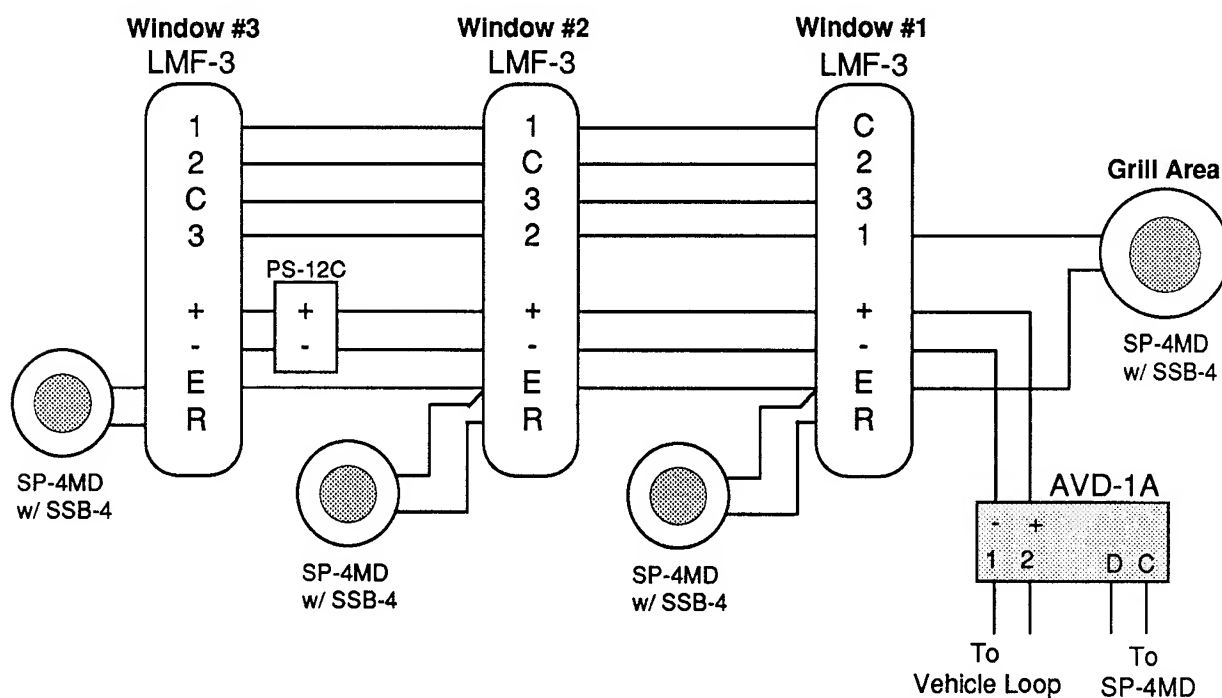 Window #3
LMF-3
Window #2
LMF-3
Window #1
LMF-3
1
2
C
3
+
-
E
R
PS-12C
+
-
1
C
3
2
+
-
E
R
C
2
3
1
+
-
E
R
Grill Area
SP-4MD
w/ SSB-4
SP-4MD
w/ SSB-4
SP-4MD
w/ SSB-4
SP-4MD
w/ SSB-4
AVD-1A
- +
1 2 D C
To
Vehicle Loop
To
SP-4MD